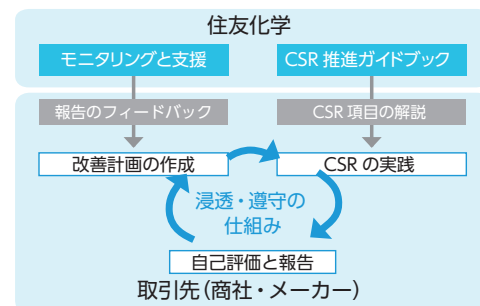 住友化学
モニタリングと支援
CSR 推進ガイドブック
報告のフィードバック
CSR 項目の解説
改善計画の作成
CSR の実践
浸透・遵守の
仕組み
自己評価と報告
取引先(商社・メーカー)